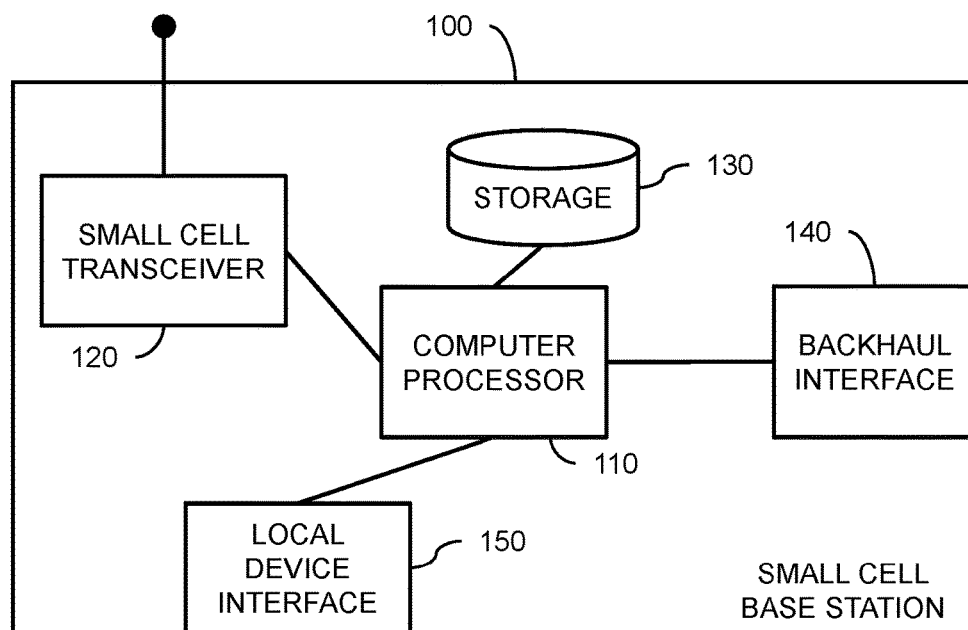 100
STORAGE
130
SMALL CELL
TRANSCEIVER
120
140
COMPUTER
PROCESSOR
110
BACKHAUL
INTERFACE
LOCAL
DEVICE
INTERFACE
150
SMALL CELL
BASE STATION